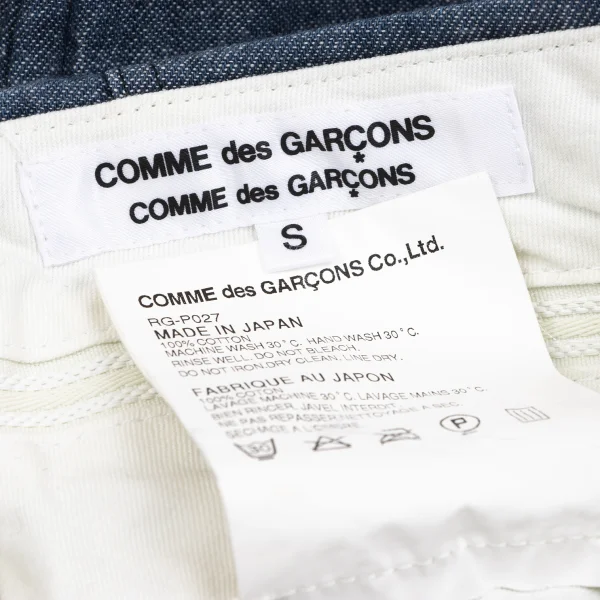 COMME des GARÇONS
COMME des GARÇONS
S
COMME des GARÇONS Co.,Ltd.
RG-P027
MADE IN JAPAN
100% COTTON
MACHINE WASH 30°C. HAND WASH 30°C.
RINSE WELL. DO NOT BLEACH.
DO NOT IRON.DRY CLEAN. LINE DRY.
FABRIQUE AU JAPON
100% COTON
LAVAGE MACHINE 30°C. LAVAGE MAINS 30°C.
BIEN RINCER, JAVEL INTERDIT.
NE PAS REPASSER NETTOYAGE A SEC.
SECHAGE A L'ETENDRE.
P